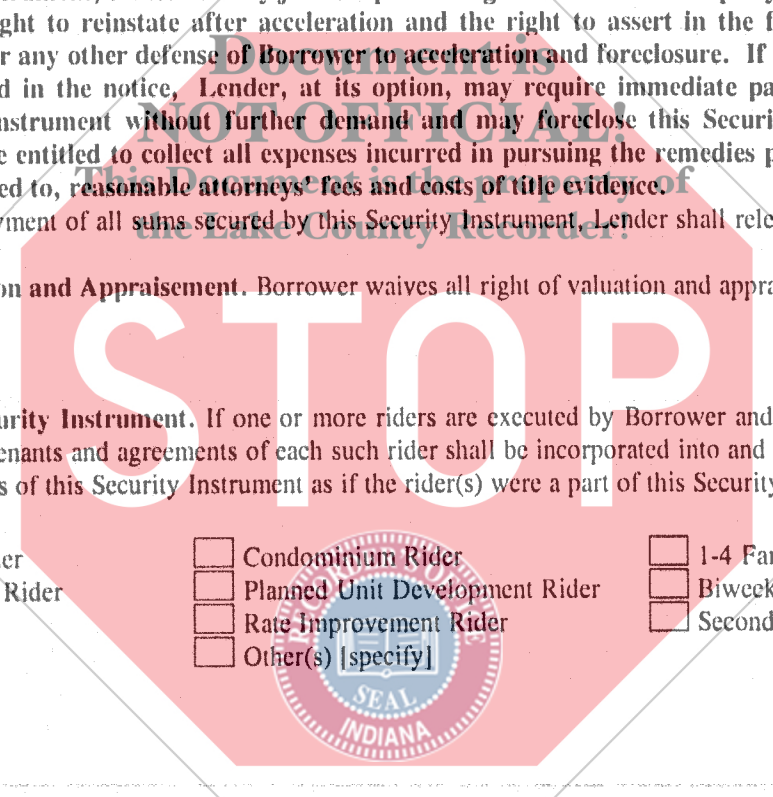 ght to reinstate after acceleration and the right to assert in the f
r any other defense of Borrower to acceleration and foreclosure. If
Document is
d in the notice, Lender, at its option, may require immediate pa
NOT OFFICIAL!
nstrument without further demand and may foreclose this Securi
e entitled to collect all expenses incurred in pursuing the remedies p
This Document is the property of
ed to, reasonable attorneys' fees and costs of title evidence.
yment of all sums secured by this Security Instrument, Lender shall rele
the Lake County Recorder!
on and Appraisement. Borrower waives all right of valuation and appra
STOP
urity Instrument. If one or more riders are executed by Borrower and
enants and agreements of each such rider shall be incorporated into and
s of this Security Instrument as if the rider(s) were a part of this Security
er
Condominium Rider
1-4 Fam
Rider
Planned Unit Development Rider
Biweek
Rate Improvement Rider
Second
Other(s) [specify]
RECORDER'S OFFICE
SEAL
INDIANA